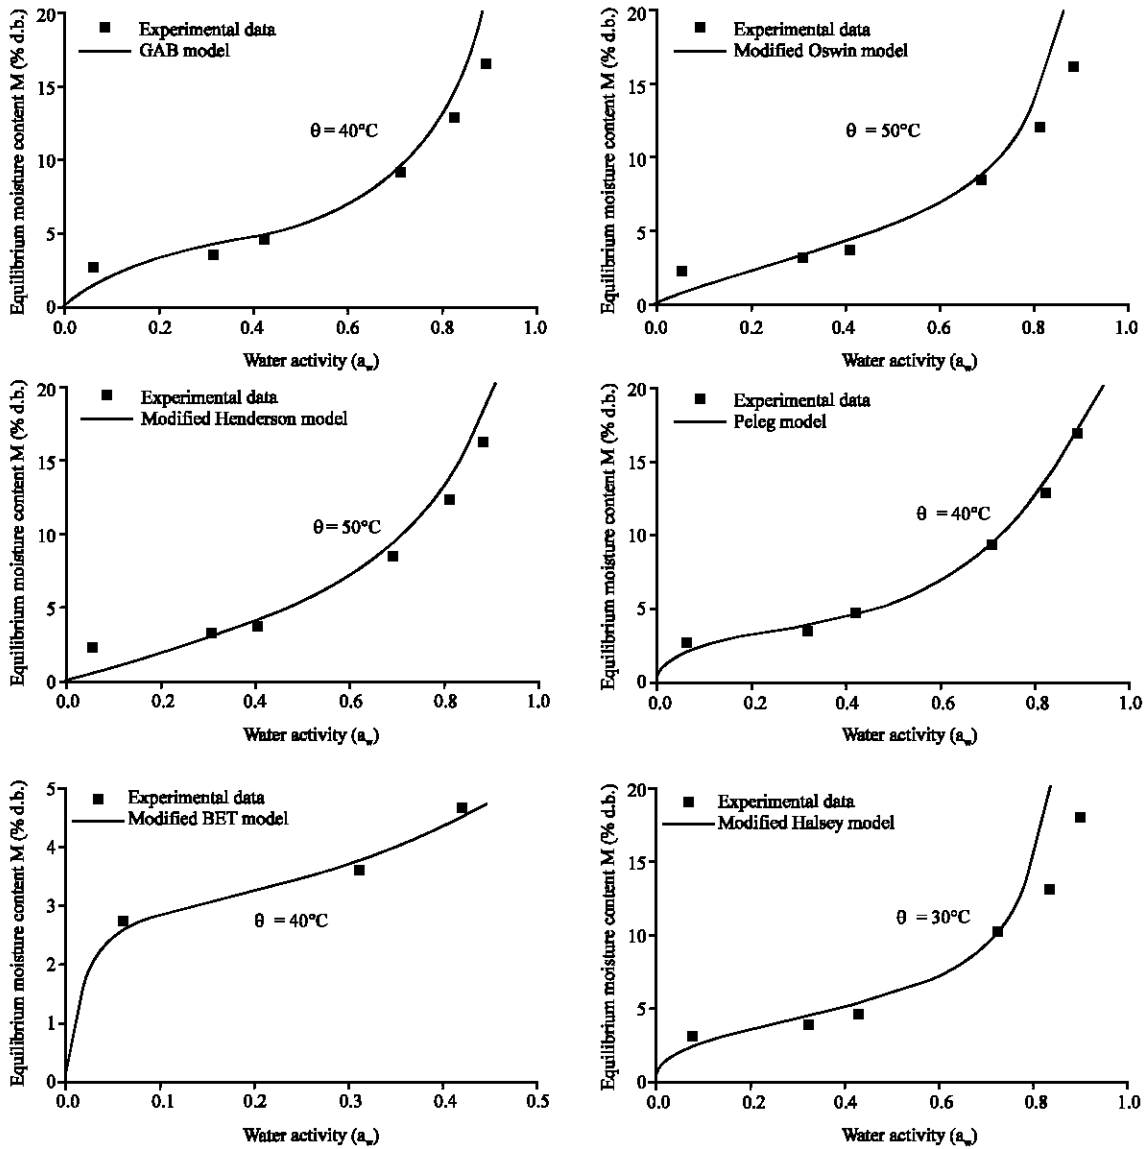 Equilibrium moisture content M (% d.b.)
20
15
10
5
0
Experimental data
GAB model
θ = 40°C
0.0 0.2 0.4 0.6 0.8 1.0
Water activity (aw)
Equilibrium moisture content M (% d.b.)
20
15
10
5
0
Experimental data
Modified Oswin model
θ = 50°C
0.0 0.2 0.4 0.6 0.8 1.0
Water activity (aw)
Equilibrium moisture content M (% d.b.)
20
15
10
5
0
Experimental data
Modified Henderson model
θ = 50°C
0.0 0.2 0.4 0.6 0.8 1.0
Water activity (aw)
Equilibrium moisture content M (% d.b.)
20
15
10
5
0
Experimental data
Peleg model
θ = 40°C
0.0 0.2 0.4 0.6 0.8 1.0
Water activity (aw)
Equilibrium moisture content M (% d.b.)
5
4
3
2
1
0
Experimental data
Modified BET model
θ = 40°C
0.0 0.1 0.2 0.3 0.4 0.5
Water activity (aw)
Equilibrium moisture content M (% d.b.)
20
15
10
5
0
Experimental data
Modified Halsey model
θ = 30°C
0.0 0.2 0.4 0.6 0.8 1.0
Water activity (aw)